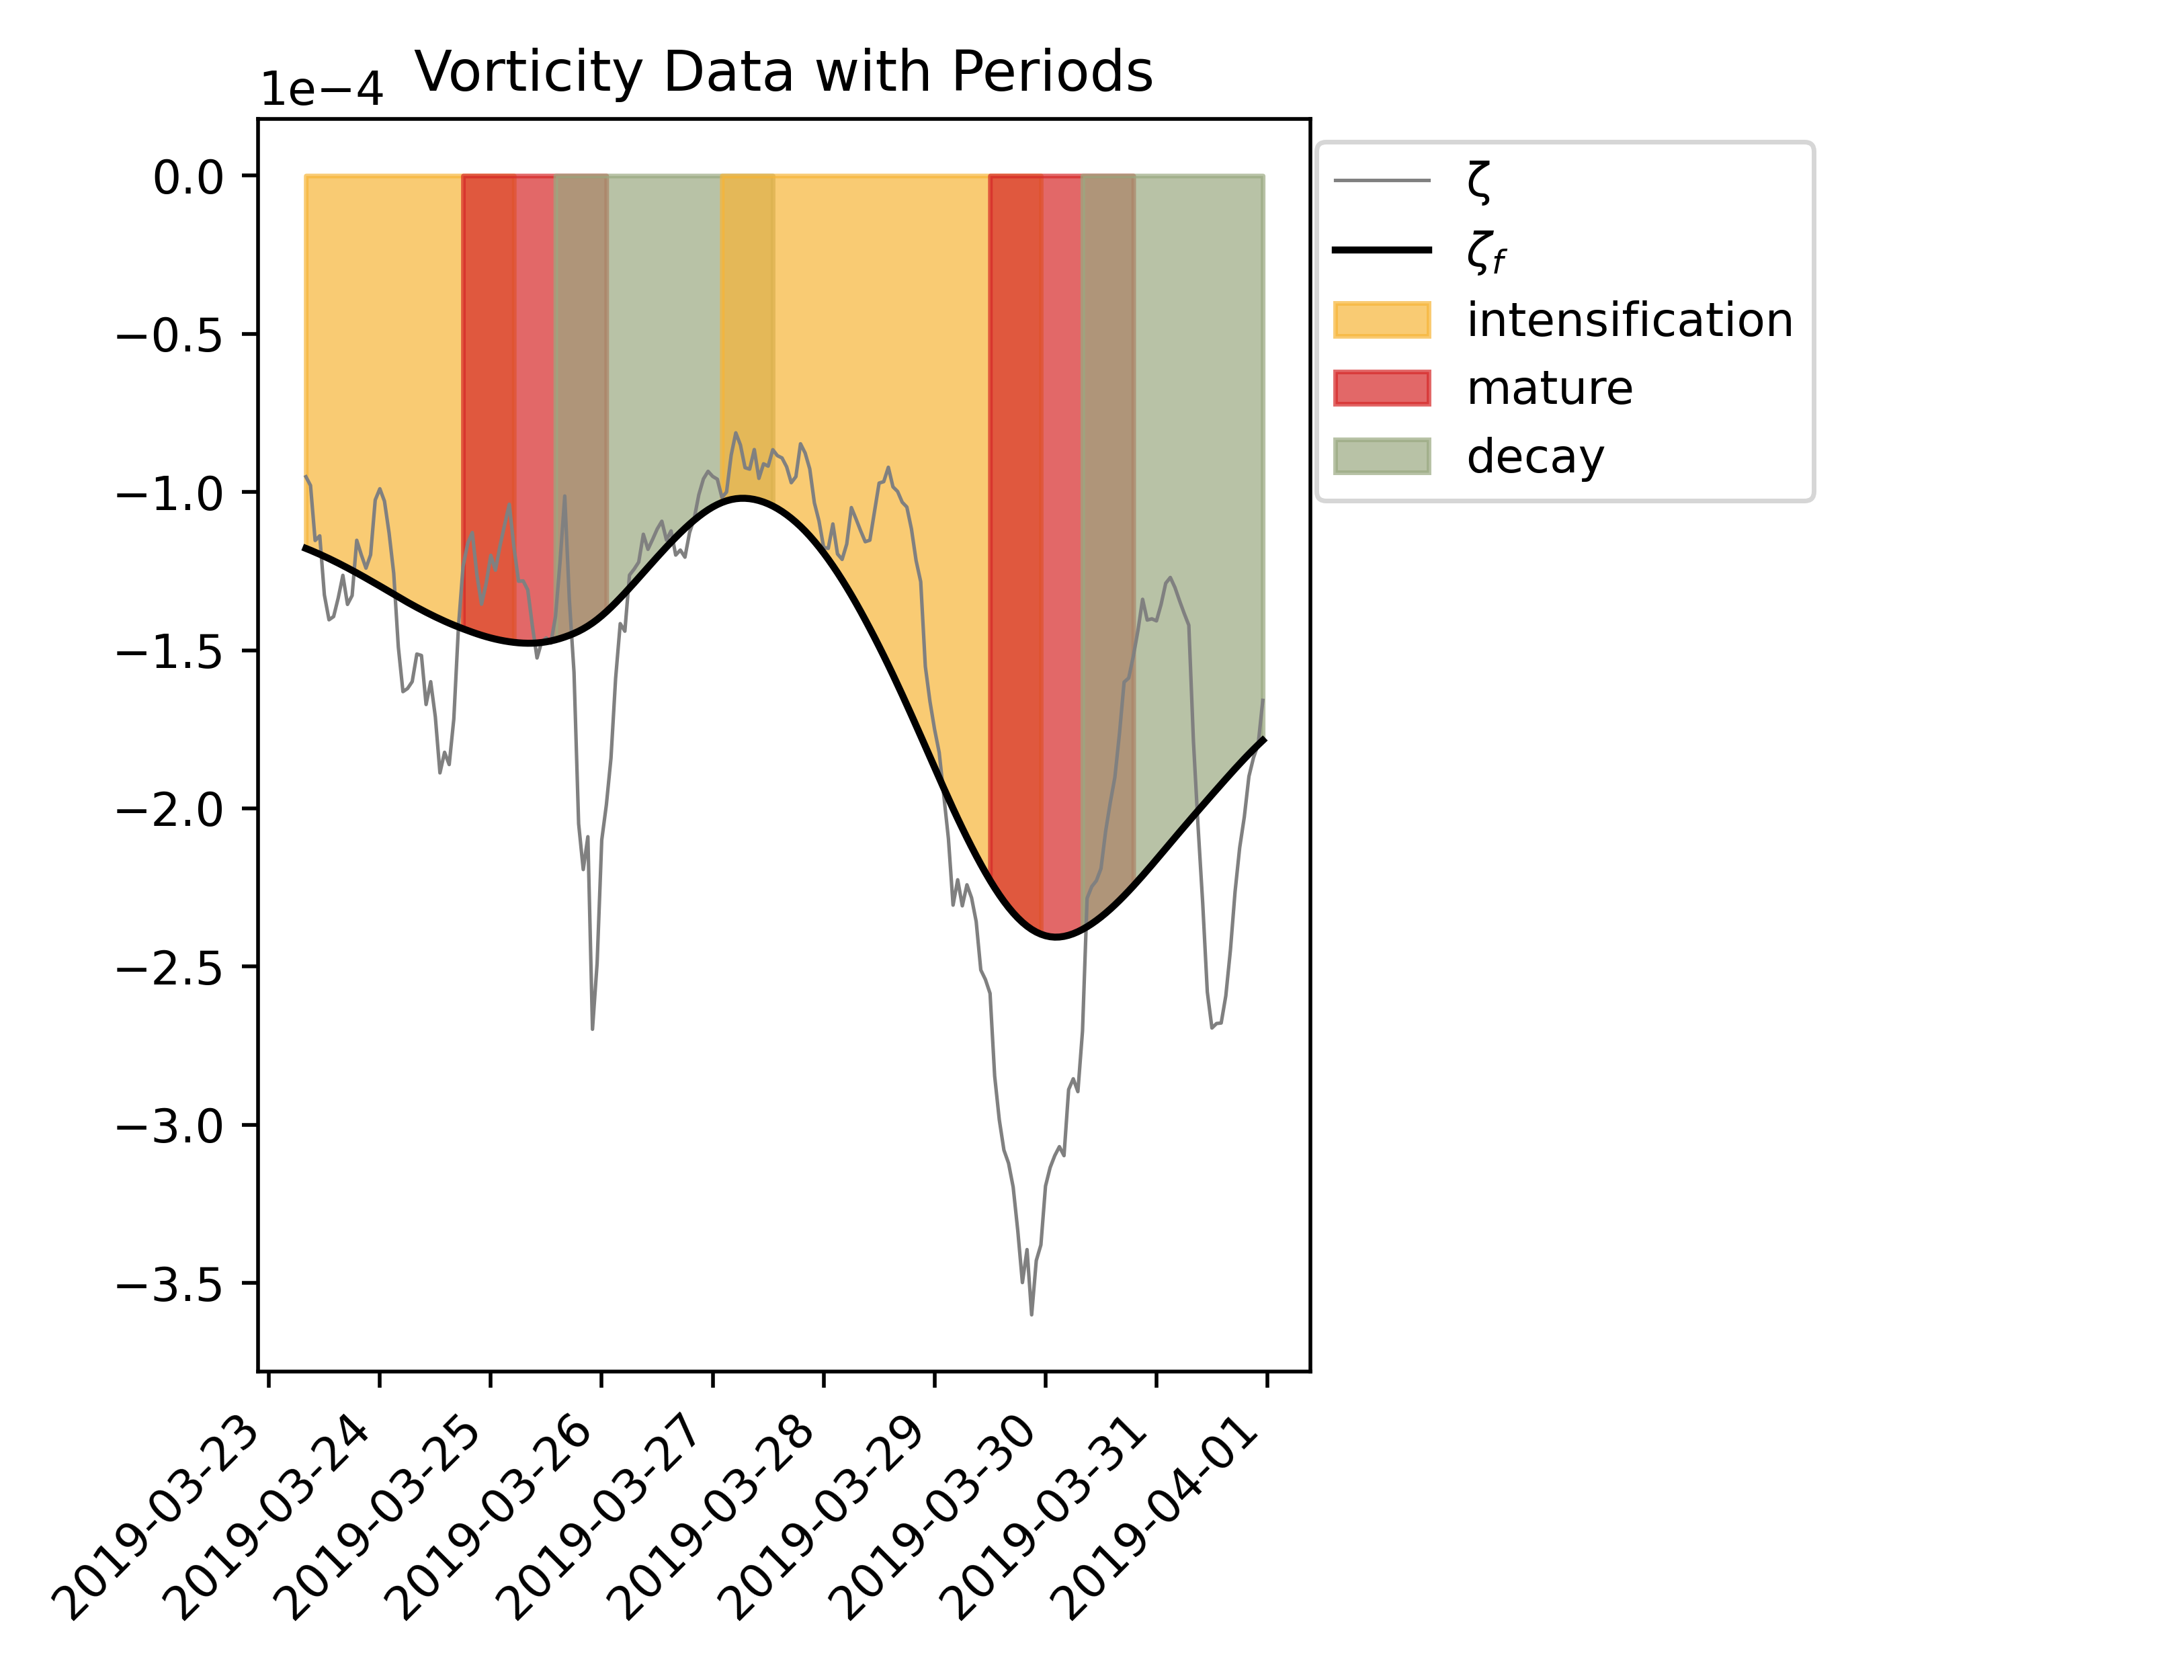 Vorticity Data with Periods
1e−4
0.0
−0.5
−1.0
−1.5
−2.0
−2.5
−3.0
−3.5
2019-03-23
2019-03-24
2019-03-25
2019-03-26
2019-03-27
2019-03-28
2019-03-29
2019-03-30
2019-03-31
2019-04-01
ζ
ζf
intensification
mature
decay